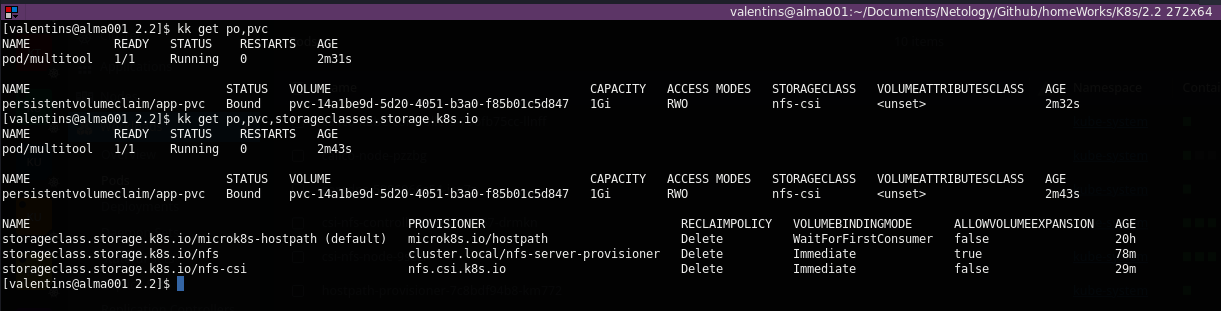 valentins@alma001:~/Documents/Netology/Github/homeWorks/K8s/2.2 272x64
[valentins@alma001 2.2]$ kk get po,pvc
NAME READY STATUS RESTARTS AGE
pod/multitool 1/1 Running 0 2m31s
NAME STATUS VOLUME CAPACITY ACCESS MODES STORAGECLASS VOLUMEATTRIBUTESCLASS AGE
persistentvolumeclaim/app-pvc Bound pvc-14a1be9d-5d20-4051-b3a0-f85b01c5d847 1Gi RWO nfs-csi <unset> 2m32s
[valentins@alma001 2.2]$ kk get po,pvc,storageclasses.storage.k8s.io
NAME READY STATUS RESTARTS AGE
pod/multitool 1/1 Running 0 2m43s
NAME STATUS VOLUME CAPACITY ACCESS MODES STORAGECLASS VOLUMEATTRIBUTESCLASS AGE
persistentvolumeclaim/app-pvc Bound pvc-14a1be9d-5d20-4051-b3a0-f85b01c5d847 1Gi RWO nfs-csi <unset> 2m43s
NAME PROVISIONER RECLAIMPOLICY VOLUMEBINDINGMODE ALLOWVOLUMEEXPANSION AGE
storageclass.storage.k8s.io/microk8s-hostpath (default) microk8s.io/hostpath Delete WaitForFirstConsumer false 20h
storageclass.storage.k8s.io/nfs cluster.local/nfs-server-provisioner Delete Immediate true 78m
storageclass.storage.k8s.io/nfs-csi nfs.csi.k8s.io Delete Immediate false 29m
[valentins@alma001 2.2]$